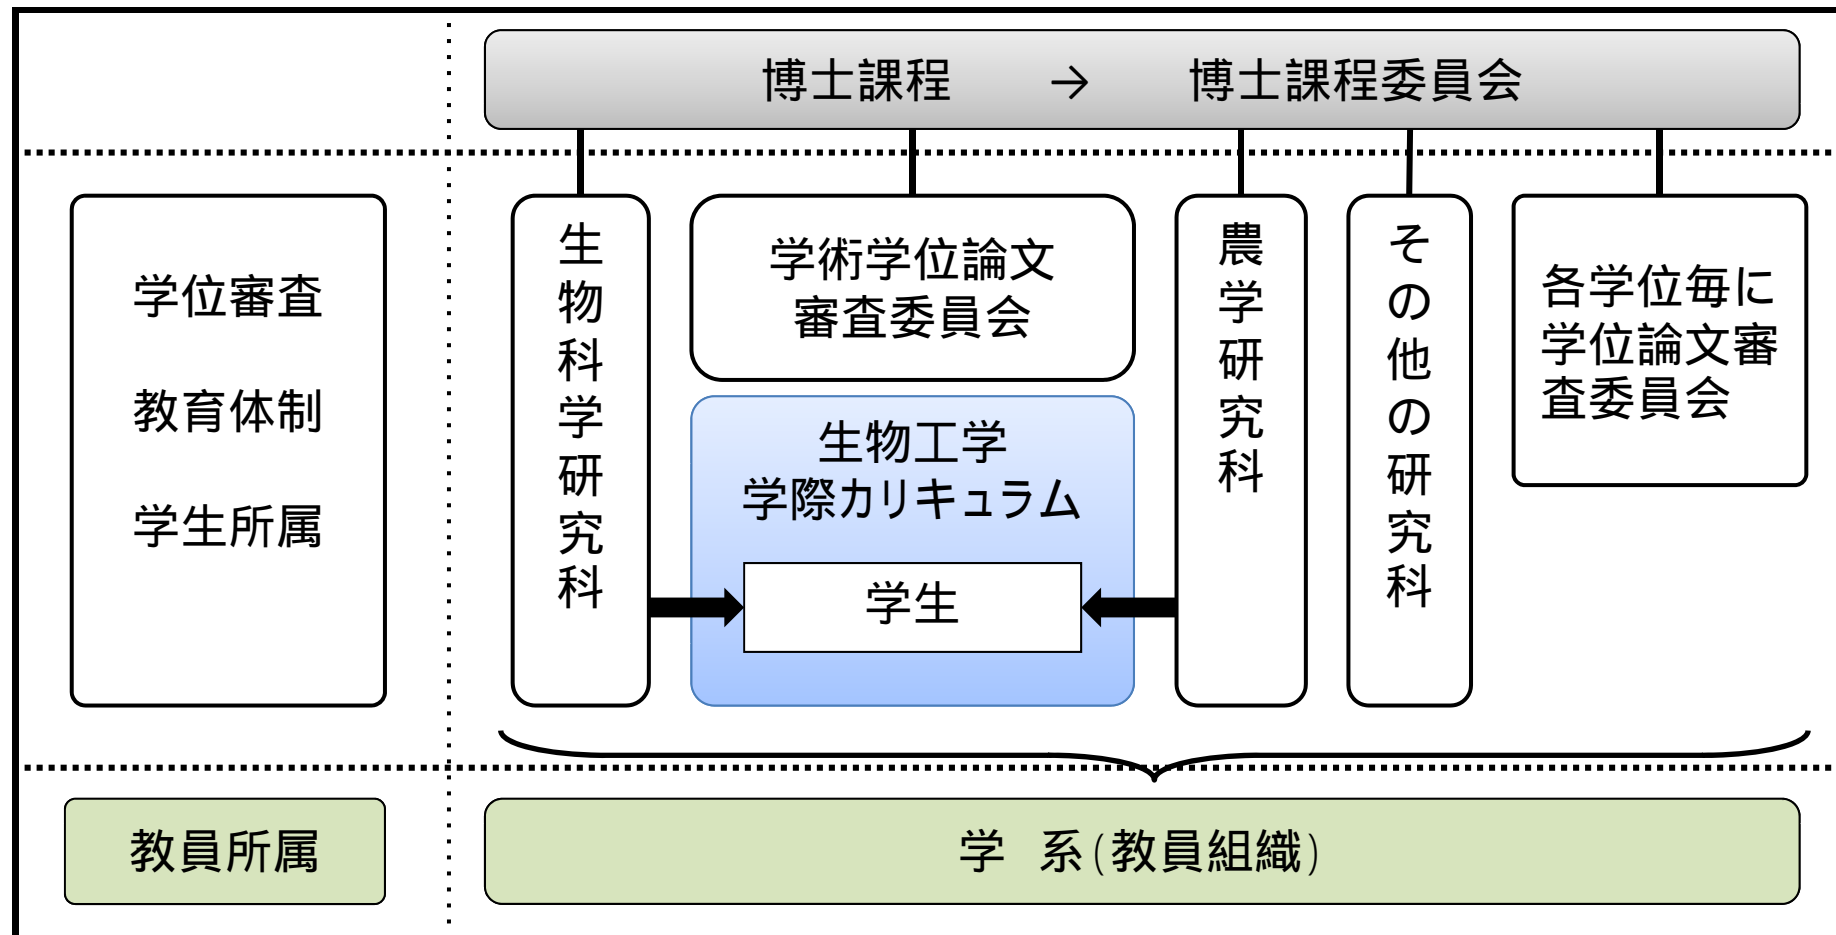 博士課程 → 博士課程委員会
学位審査
教育体制
学生所属
生物科学研究科
学術学位論文
審査委員会
生物工学
学際カリキュラム
学生
農学研究科
その他の研究科
各学位毎に
学位論文審
査委員会
教員所属
学 系(教員組織)